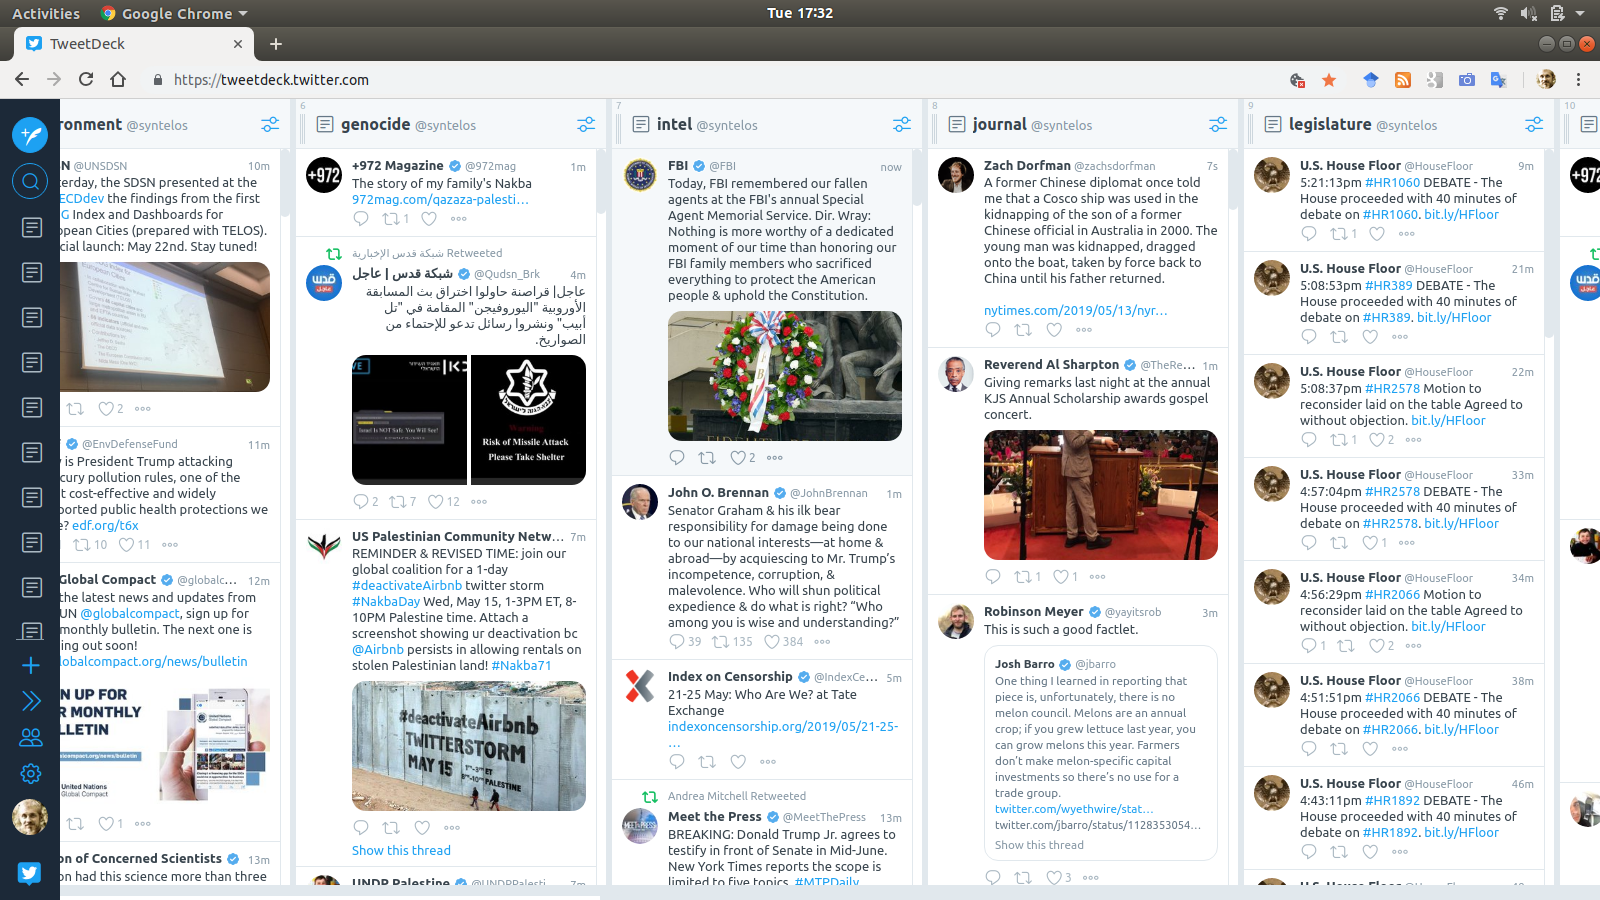 Activities
Google Chrome
Tue 17:32
TweetDeck
https://tweetdeck.twitter.com
ronment @syntelos
@UNSDSN 10m
terday, the SDSN presented at the
ECDdev the findings from the first
G Index and Dashboards for
opean Cities (prepared with TELOS).
cial launch: May 22nd. Stay tuned!
2
@EnvDefenseFund 11m
is President Trump attacking
cury pollution rules, one of the
t cost-effective and widely
ported public health protections we
e? edf.org/t6x
10 11
Global Compact @globalc... 12m
the latest news and updates from
UN @globalcompact, sign up for
monthly bulletin. The next one is
ing out soon!
lobalcompact.org/news/bulletin
N UP FOR
R MONTHLY
LLETIN
United Nations
Global Compact
1
on of Concerned Scientists 13m
on had this science more than three
6
genocide @syntelos
+972
+972 Magazine @972mag 1m
The story of my family's Nakba
972mag.com/qazaza-palesti...
1
شبكة قدس الإخبارية Retweeted
شبكة قدس | عاجل @Qudsn_Brk 4m
عاجل| قراصنة حاولوا اختراق بث المسابقة
الأوروبية "اليوروفيجن" المقامة في "تل
أبيب" ونشروا رسائل تدعو للإحتماء من
الصواريخ.
Israel Is NOT Safe You Will See!
Warning
Risk of Missile Attack
Please Take Shelter
2 7 12
US Palestinian Community Netw... 7m
REMINDER & REVISED TIME: join our
global coalition for a 1-day
#deactivateAirbnb twitter storm
#NakbaDay Wed, May 15, 1-3PM ET, 8-
10PM Palestine time. Attach a
screenshot showing ur deactivation bc
@Airbnb persists in allowing rentals on
stolen Palestinian land! #Nakba71
#deactivateAirbnb
TWITTERSTORM
MAY 15
1PM-3PM ET
8PM-10PM PALESTINE
Show this thread
UNDP Palestine @UNDPPalesti... 7m
7
intel @syntelos
FBI @FBI now
Today, FBI remembered our fallen
agents at the FBI's annual Special
Agent Memorial Service. Dir. Wray:
Nothing is more worthy of a dedicated
moment of our time than honoring our
FBI family members who sacrificed
everything to protect the American
people & uphold the Constitution.
2
John O. Brennan @JohnBrennan 1m
Senator Graham & his ilk bear
responsibility for damage being done
to our national interests—at home &
abroad—by acquiescing to Mr. Trump's
incompetence, corruption, &
malevolence. Who will shun political
expedience & do what is right? “Who
among you is wise and understanding?”
39 135 384
Index on Censorship @IndexCe... 5m
21-25 May: Who Are We? at Tate
Exchange
indexoncensorship.org/2019/05/21-25-
...
Andrea Mitchell Retweeted
Meet the Press @MeetThePress 13m
BREAKING: Donald Trump Jr. agrees to
testify in front of Senate in Mid-June.
New York Times reports the scope is
limited to five topics. #MTPDaily
8
journal @syntelos
Zach Dorfman @zachsdorfman 7s
A former Chinese diplomat once told
me that a Cosco ship was used in the
kidnapping of the son of a former
Chinese official in Australia in 2000. The
young man was kidnapped, dragged
onto the boat, taken by force back to
China until his father returned.
nytimes.com/2019/05/13/nyr...
Reverend Al Sharpton @TheRe... 1m
Giving remarks last night at the annual
KJS Annual Scholarship awards gospel
concert.
1 1
Robinson Meyer @yayitsrob 3m
This is such a good factlet.
Josh Barro @jbarro
One thing I learned in reporting that
piece is, unfortunately, there is no
melon council. Melons are an annual
crop; if you grew lettuce last year, you
can grow melons this year. Farmers
don't make melon-specific capital
investments so there's no use for a
trade group.
twitter.com/wyethwire/stat...
twitter.com/jbarro/status/1128353054...
Show this thread
3
9
legislature @syntelos
U.S. House Floor @HouseFloor 9m
5:21:13pm #HR1060 DEBATE - The
House proceeded with 40 minutes of
debate on #HR1060. bit.ly/HFloor
1
U.S. House Floor @HouseFloor 21m
5:08:53pm #HR389 DEBATE - The
House proceeded with 40 minutes of
debate on #HR389. bit.ly/HFloor
U.S. House Floor @HouseFloor 22m
5:08:37pm #HR2578 Motion to
reconsider laid on the table Agreed to
without objection. bit.ly/HFloor
1 2
U.S. House Floor @HouseFloor 33m
4:57:04pm #HR2578 DEBATE - The
House proceeded with 40 minutes of
debate on #HR2578. bit.ly/HFloor
1
U.S. House Floor @HouseFloor 34m
4:56:29pm #HR2066 Motion to
reconsider laid on the table Agreed to
without objection. bit.ly/HFloor
1 2
U.S. House Floor @HouseFloor 38m
4:51:51pm #HR2066 DEBATE - The
House proceeded with 40 minutes of
debate on #HR2066. bit.ly/HFloor
U.S. House Floor @HouseFloor 46m
4:43:11pm #HR1892 DEBATE - The
House proceeded with 40 minutes of
debate on #HR1892. bit.ly/HFloor
10
+972